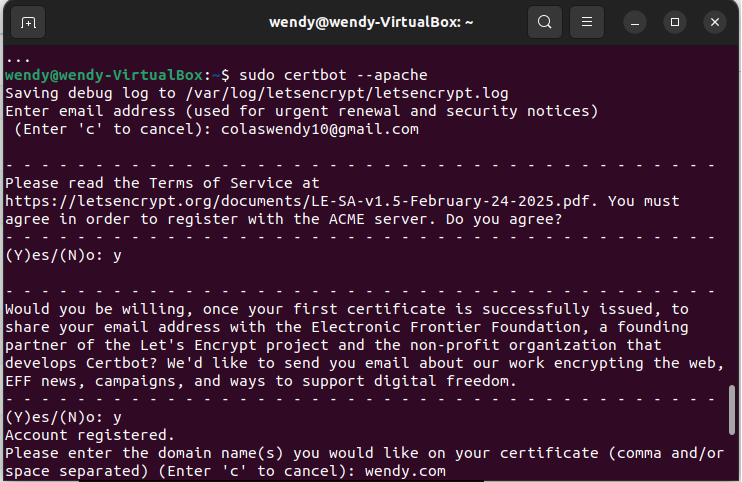 wendy@wendy-VirtualBox: ~
...
wendy@wendy-VirtualBox:~$ sudo certbot --apache
Saving debug log to /var/log/letsencrypt/letsencrypt.log
Enter email address (used for urgent renewal and security notices)
 (Enter 'c' to cancel): colaswendy10@gmail.com
- - - - - - - - - - - - - - - - - - - - - - - - - - - - - - - - - - - - - - - -
Please read the Terms of Service at
https://letsencrypt.org/documents/LE-SA-v1.5-February-24-2025.pdf. You must
agree in order to register with the ACME server. Do you agree?
- - - - - - - - - - - - - - - - - - - - - - - - - - - - - - - - - - - - - - - -
(Y)es/(N)o: y
- - - - - - - - - - - - - - - - - - - - - - - - - - - - - - - - - - - - - - - -
Would you be willing, once your first certificate is successfully issued, to
share your email address with the Electronic Frontier Foundation, a founding
partner of the Let's Encrypt project and the non-profit organization that
develops Certbot? We'd like to send you email about our work encrypting the web,
EFF news, campaigns, and ways to support digital freedom.
- - - - - - - - - - - - - - - - - - - - - - - - - - - - - - - - - - - - - - - -
(Y)es/(N)o: y
Account registered.
Please enter the domain name(s) you would like on your certificate (comma and/or
space separated) (Enter 'c' to cancel): wendy.com